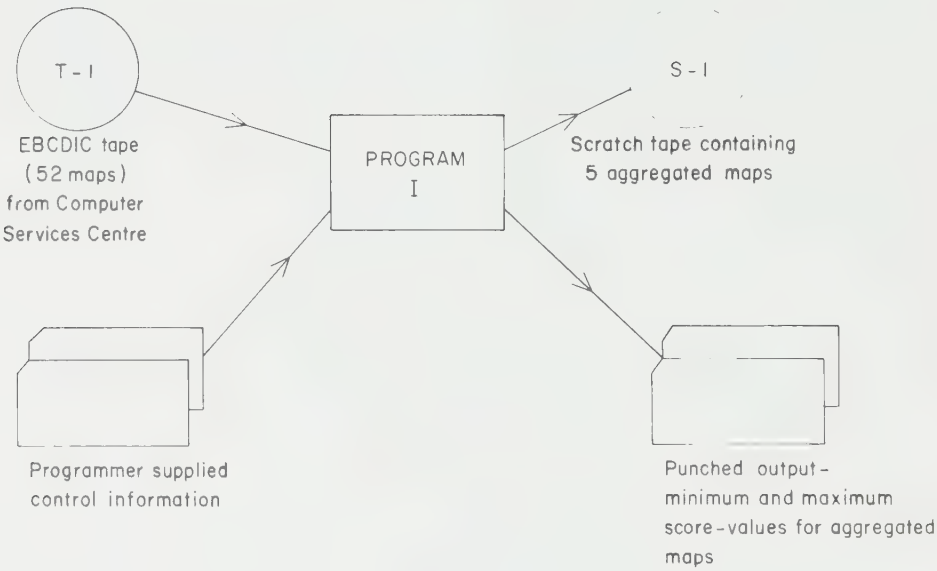 T-1
EBCDIC tape
(52 maps)
from Computer
Services Centre
PROGRAM
I
S-1
Scratch tape containing
5 aggregated maps
Programmer supplied
control information
Punched output-
minimum and maximum
score-values for aggregated
maps